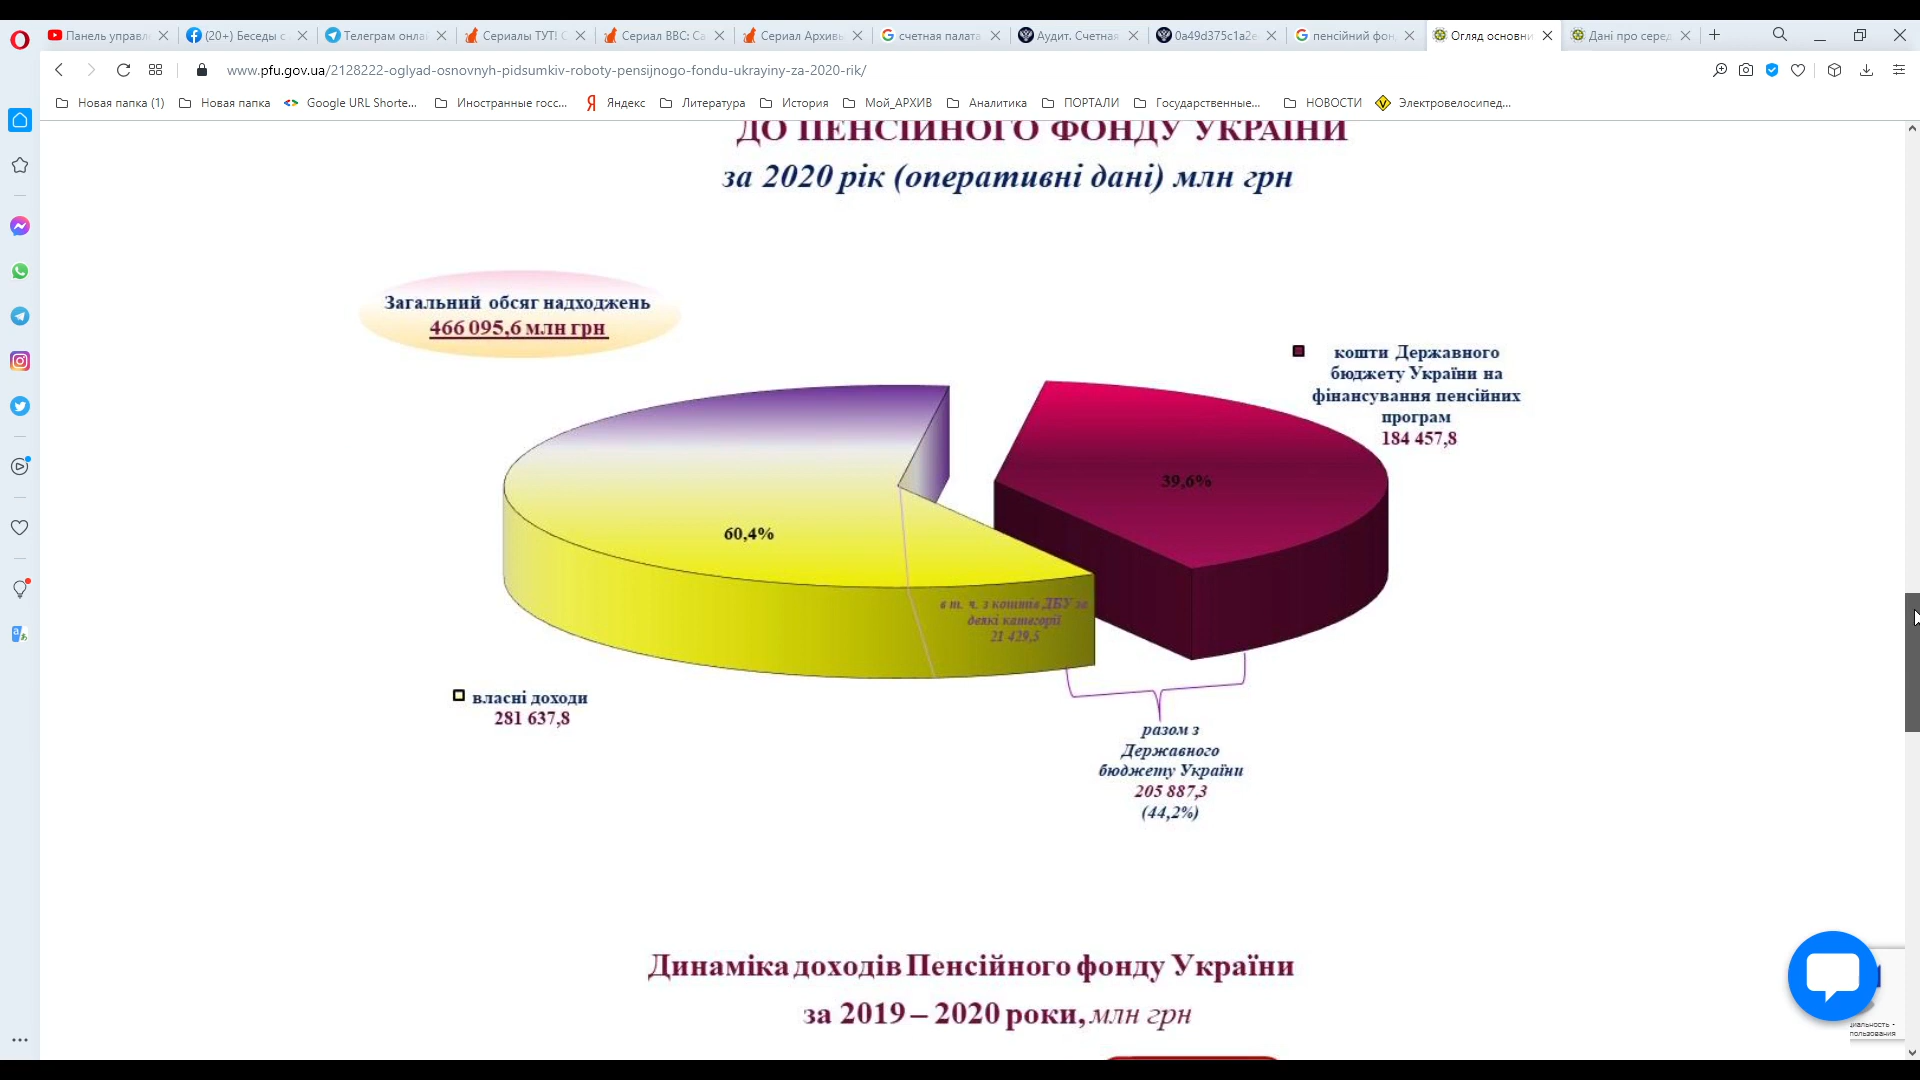 Панель управл
(20+) Беседы с
Телеграм онлай
Сериалы ТУТ! С
Сериал BBC: Са
Сериал Архивы
счетная палата
Аудит. Счетная
0a49d375c1a2e
пенсійний фон
Огляд основни
Дані про серед
www.pfu.gov.ua/2128222-oglyad-osnovnyh-pidsumkiv-roboty-pensijnogo-fondu-ukrayiny-za-2020-rik/
Новая папка (1)
Новая папка
Google URL Shorte...
Иностранные госс...
Яндекс
Литература
История
Мой_АРХИВ
Аналитика
ПОРТАЛИ
Государственные...
НОВОСТИ
Электровелосипед...
ДО ПЕНСІЙНОГО ФОНДУ УКРАЇНИ
за 2020 рік (оперативні дані) млн грн
Загальний обсяг надходжень
466 095,6 млн грн
кошти Державного
бюджету України на
фінансування пенсійних
програм
184 457,8
39,6%
60,4%
в т. ч. з коштів ДБУ за
деякі категорії
21 429,5
власні доходи
281 637,8
разом з
Державного
бюджету України
205 887,3
(44,2%)
Динаміка доходів Пенсійного фонду України
за 2019 – 2020 роки, млн грн